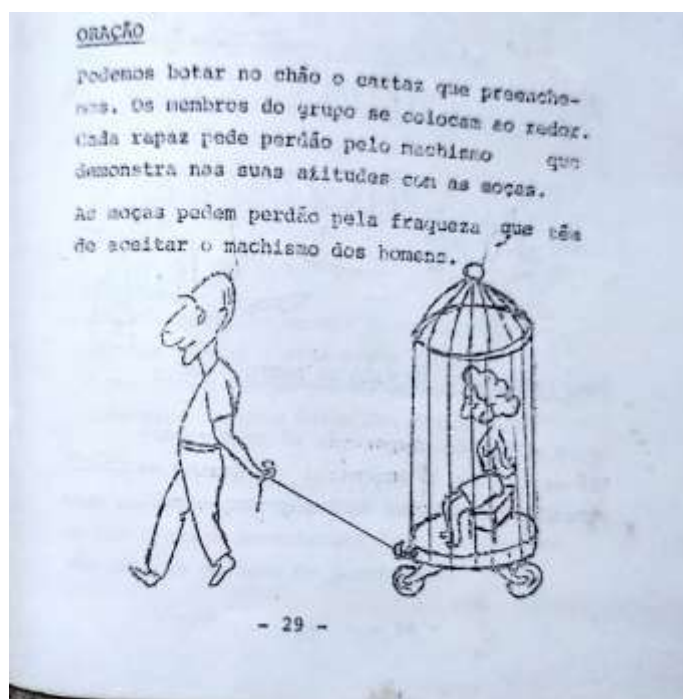 ORAÇÃO
Podemos botar no chão o cartaz que preenche-
mos. Os membros do grupo se colocam ao redor.
Cada rapaz pede perdão pelo machismo que
demonstra nas suas atitudes com as moças.
As moças pedem perdão pela fraqueza que têm
de aceitar o machismo dos homens.
- 29 -